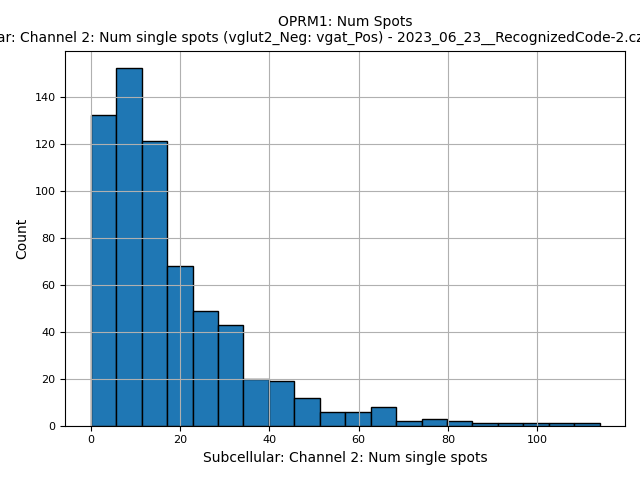 OPRM1: Num Spots
ar: Channel 2: Num single spots (vglut2_Neg: vgat_Pos) - 2023_06_23__RecognizedCode-2.cz
140
120
100
80
60
40
20
0
Count
0 20 40 60 80 100
Subcellular: Channel 2: Num single spots